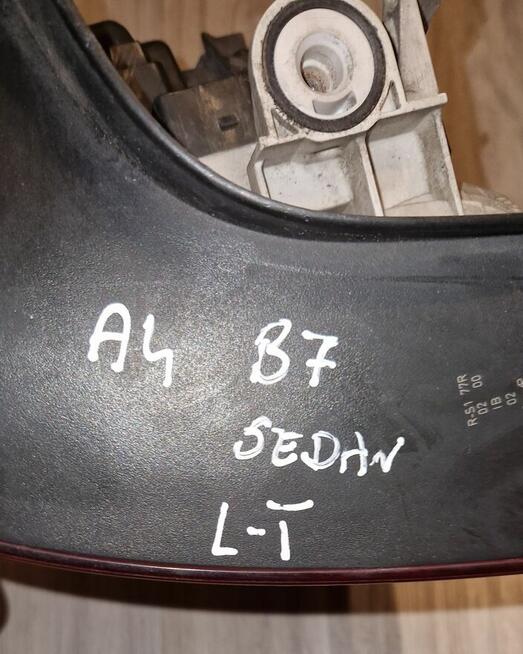 A4 B7
SEDAN
L-T
R-S1 77R
02 00
IB
02